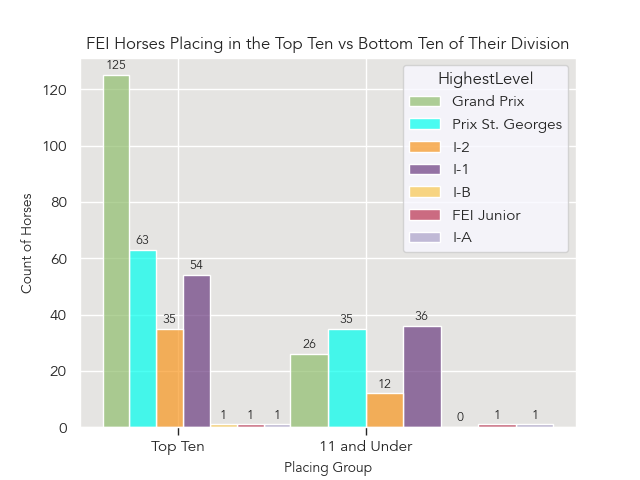 FEI Horses Placing in the Top Ten vs Bottom Ten of Their Division
Count of Horses
120
100
80
60
40
20
0
125
63
35
54
1
1
1
26
35
12
36
0
1
1
HighestLevel
Grand Prix
Prix St. Georges
I-2
I-1
I-B
FEI Junior
I-A
Top Ten
11 and Under
Placing Group